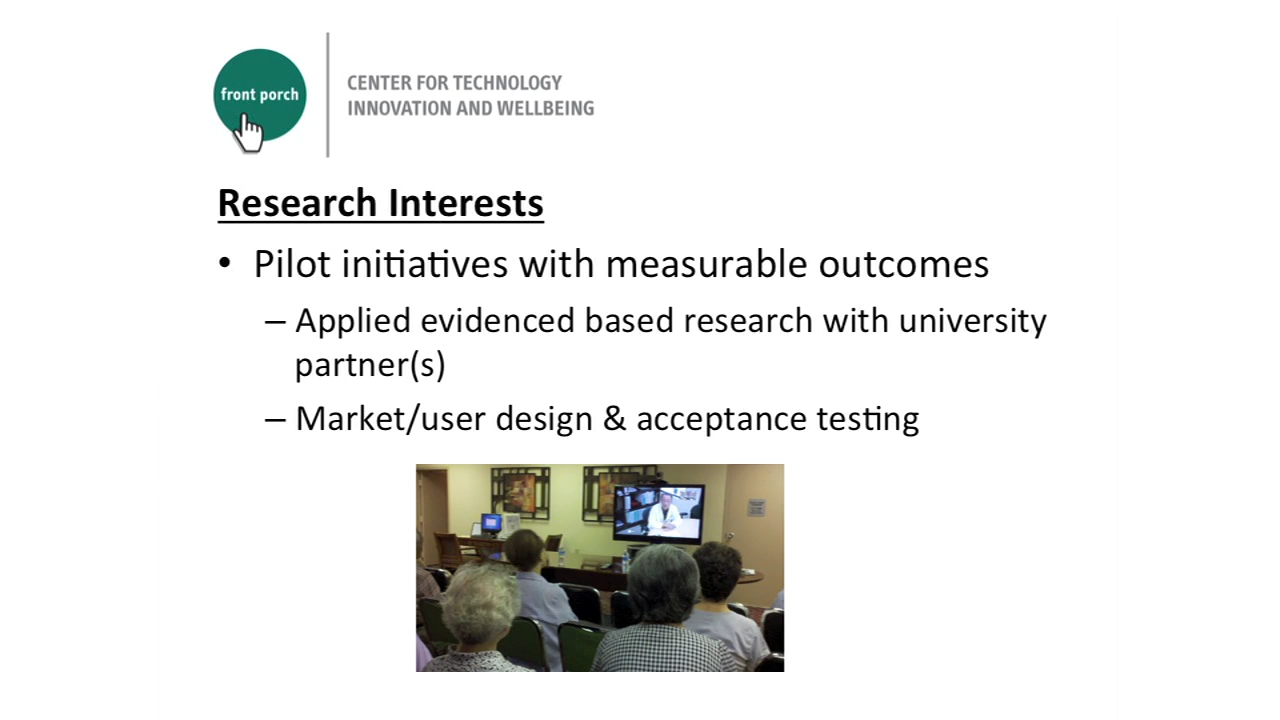 front porch
CENTER FOR TECHNOLOGY
INNOVATION AND WELLBEING
Research Interests
• Pilot initiatives with measurable outcomes
– Applied evidenced based research with university
partner(s)
– Market/user design & acceptance testing